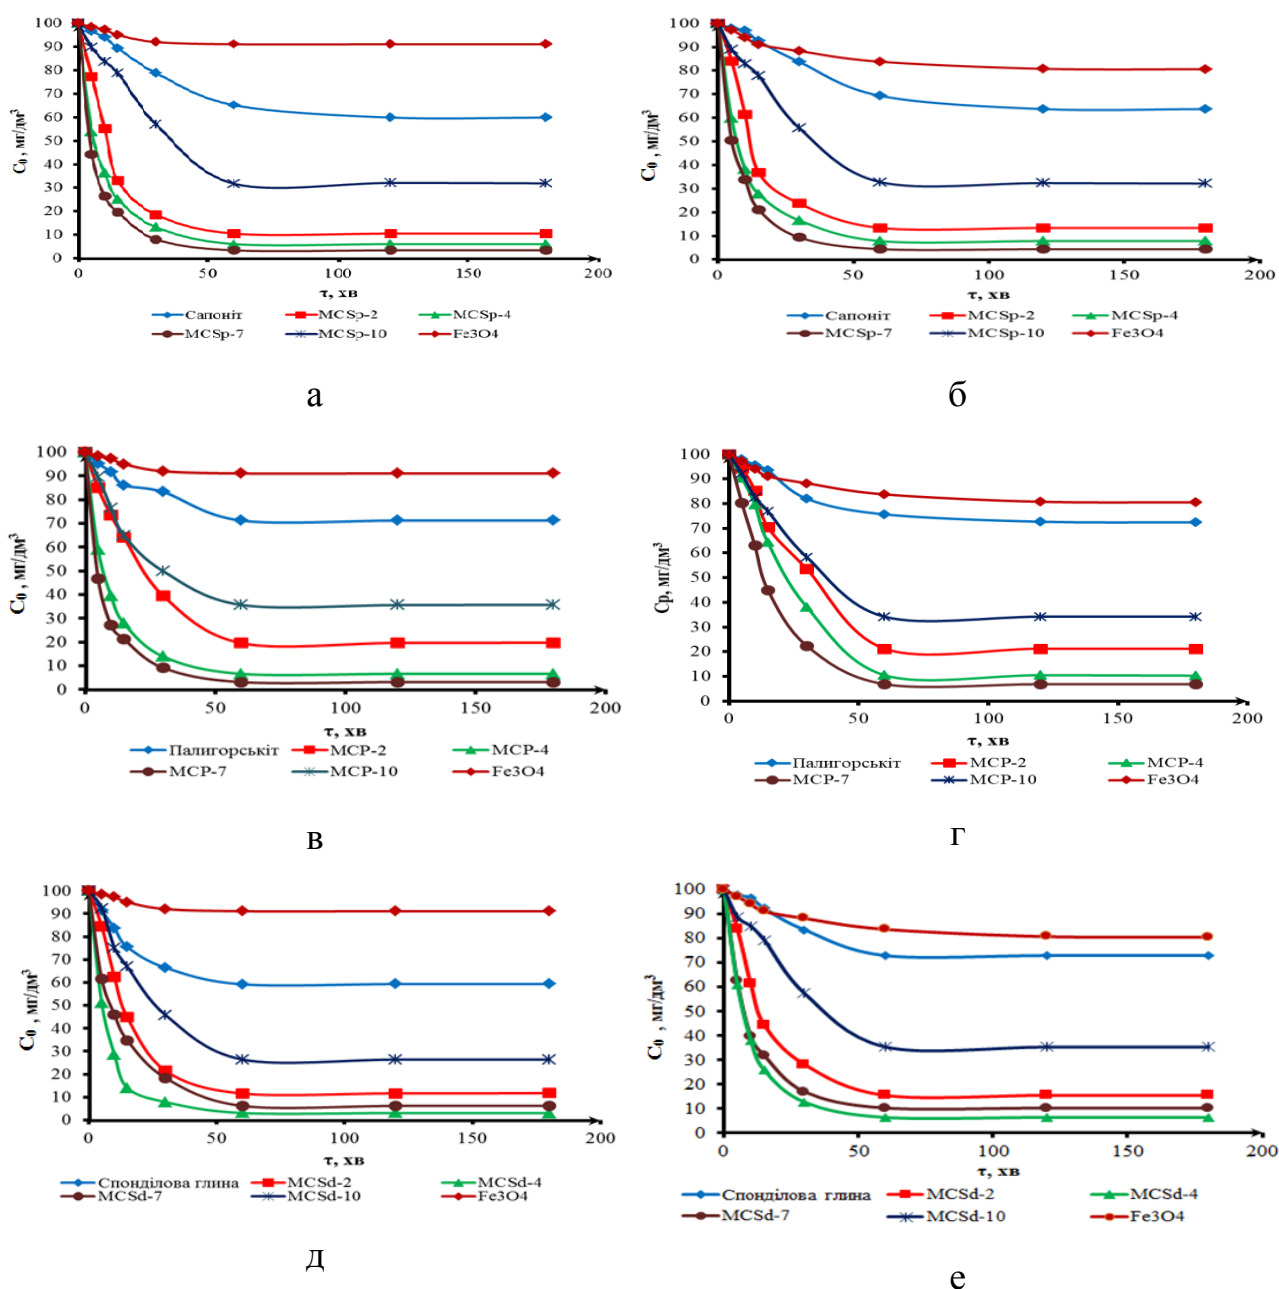 100
90
80
70
60
50
40
30
20
10
0
C₀ , мг/дм³
0 50 100 150 200
τ, хв
Сапоніт MCSp-2 MCSp-4
MCSp-7 MCSp-10 Fe3O4
а
100
90
80
70
60
50
40
30
20
10
0
C₀ , мг/дм³
0 50 100 150 200
τ, хв
Сапоніт MCSp-2 MCSp-4
MCSp-7 MCSp-10 Fe3O4
б
100
90
80
70
60
50
40
30
20
10
0
C₀ , мг/дм³
0 50 100 150 200
τ, хв
Палигорськіт MCP-2 MCP-4
MCP-7 MCP-10 Fe3O4
в
100
90
80
70
60
50
40
30
20
10
0
Cр, мг/дм³
0 50 100 150 200
τ, хв
Палигорськіт MCP-2 MCP-4
MCP-7 MCP-10 Fe3O4
г
100
90
80
70
60
50
40
30
20
10
0
C₀ , мг/дм³
0 50 100 150 200
τ, хв
Спонділова глина MCSd-2 MCSd-4
MCSd-7 MCSd-10 Fe3O4
д
100
90
80
70
60
50
40
30
20
10
0
C₀ , мг/дм³
0 50 100 150 200
τ, хв
Спонділова глина MCSd-2 MCSd-4
MCSd-7 MCSd-10 Fe3O4
е